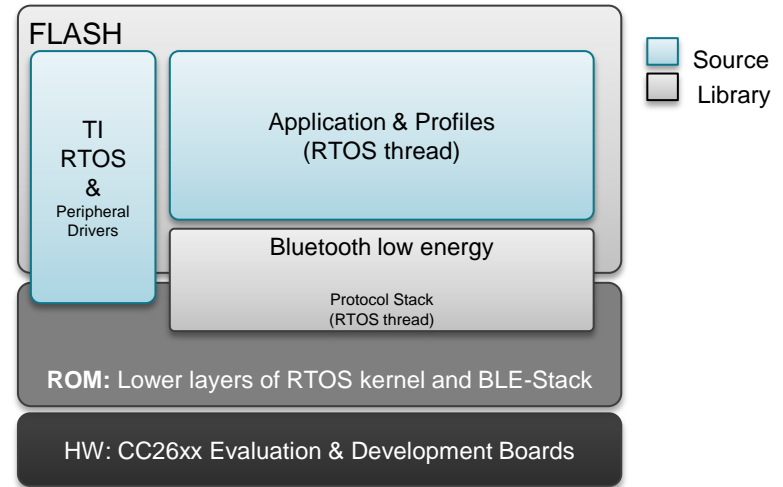 FLASH
TI
RTOS
&
Peripheral
Drivers
Application & Profiles
(RTOS thread)
Bluetooth low energy
Protocol Stack
(RTOS thread)
ROM: Lower layers of RTOS kernel and BLE-Stack
HW: CC26xx Evaluation & Development Boards
Source
Library